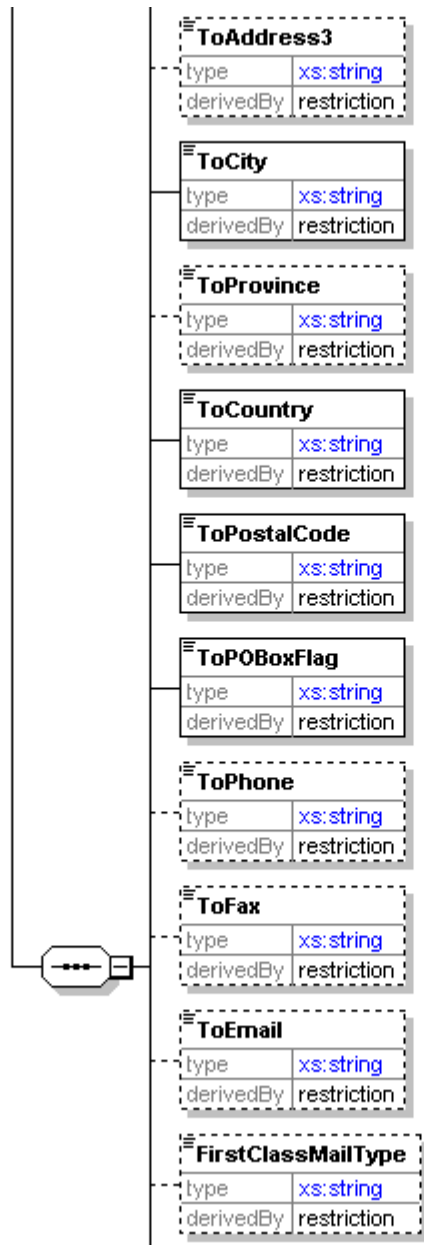 ToAddress3
type xs:string
derivedBy restriction
ToCity
type xs:string
derivedBy restriction
ToProvince
type xs:string
derivedBy restriction
ToCountry
type xs:string
derivedBy restriction
ToPostalCode
type xs:string
derivedBy restriction
ToPOBoxFlag
type xs:string
derivedBy restriction
ToPhone
type xs:string
derivedBy restriction
ToFax
type xs:string
derivedBy restriction
ToEmail
type xs:string
derivedBy restriction
FirstClassMailType
type xs:string
derivedBy restriction